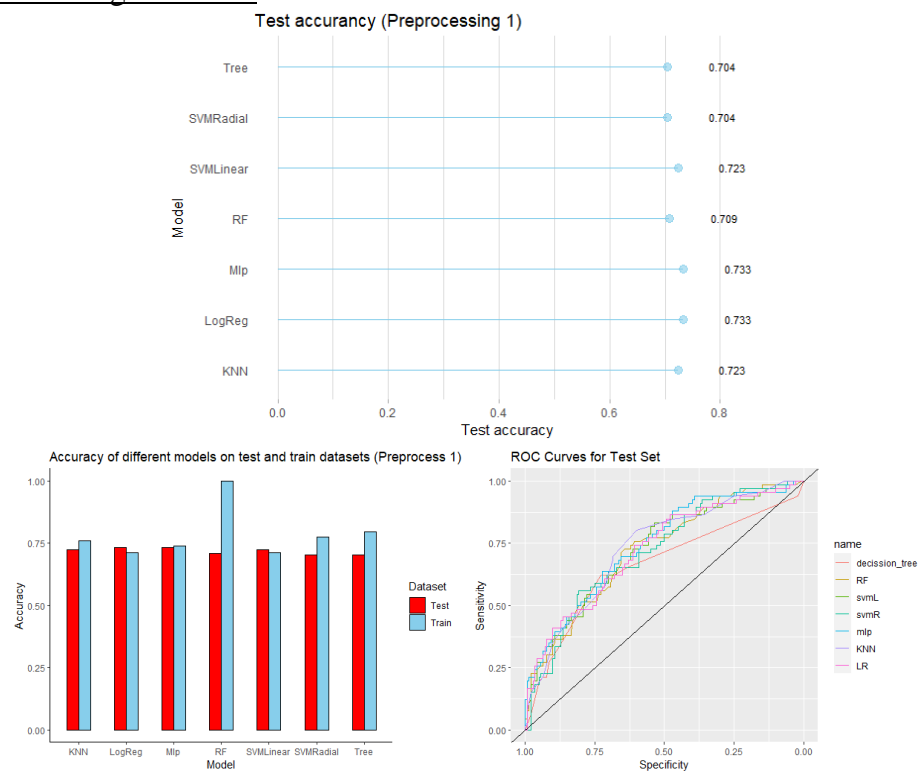 Test accurancy (Preprocessing 1)
Tree
0.704
SVMRadial
0.704
SVMLinear
0.723
RF
0.709
Mlp
0.733
LogReg
0.733
KNN
0.723
Model
0.0 0.2 0.4 0.6 0.8
Test accuracy
Accuracy of different models on test and train datasets (Preprocess 1)
1.00
0.75
0.50
0.25
0.00
Accuracy
KNN LogReg Mlp RF SVMLinear SVMRadial Tree
Model
Dataset
Test
Train
ROC Curves for Test Set
1.00
0.75
0.50
0.25
0.00
Sensitivity
1.00 0.75 0.50 0.25 0.00
Specificity
name
decission_tree
RF
svmL
svmR
mlp
KNN
LR